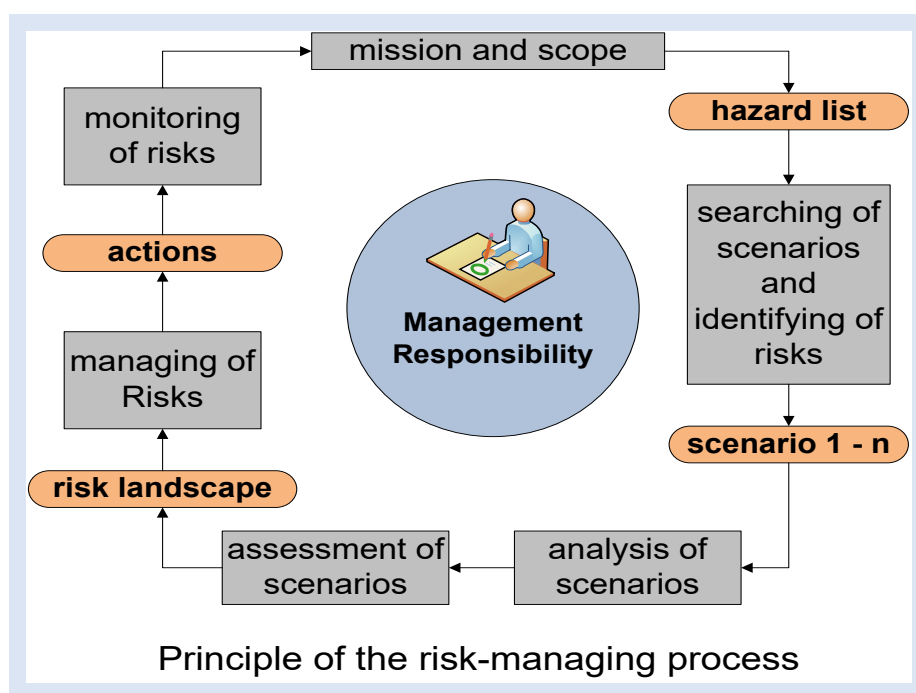 mission and scope
hazard list
searching of
scenarios
and
identifying of
risks
scenario 1 - n
analysis of
scenarios
assessment of
scenarios
risk landscape
managing of
Risks
actions
monitoring
of risks
Management
Responsibility
Principle of the risk-managing process